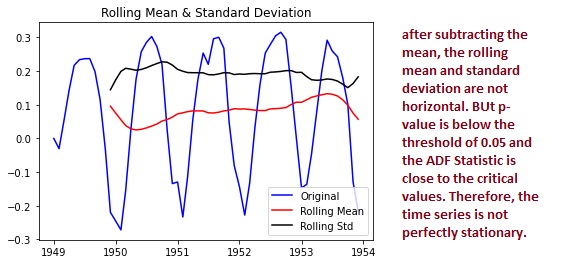 Rolling Mean & Standard Deviation
0.3
0.2
0.1
0.0
−0.1
−0.2
−0.3
1949 1950 1951 1952 1953 1954
Original
Rolling Mean
Rolling Std
after subtracting the
mean, the rolling
mean and standard
deviation are not
horizontal. BUt p-
value is below the
threshold of 0.05 and
the ADF Statistic is
close to the critical
values. Therefore, the
time series is not
perfectly stationary.